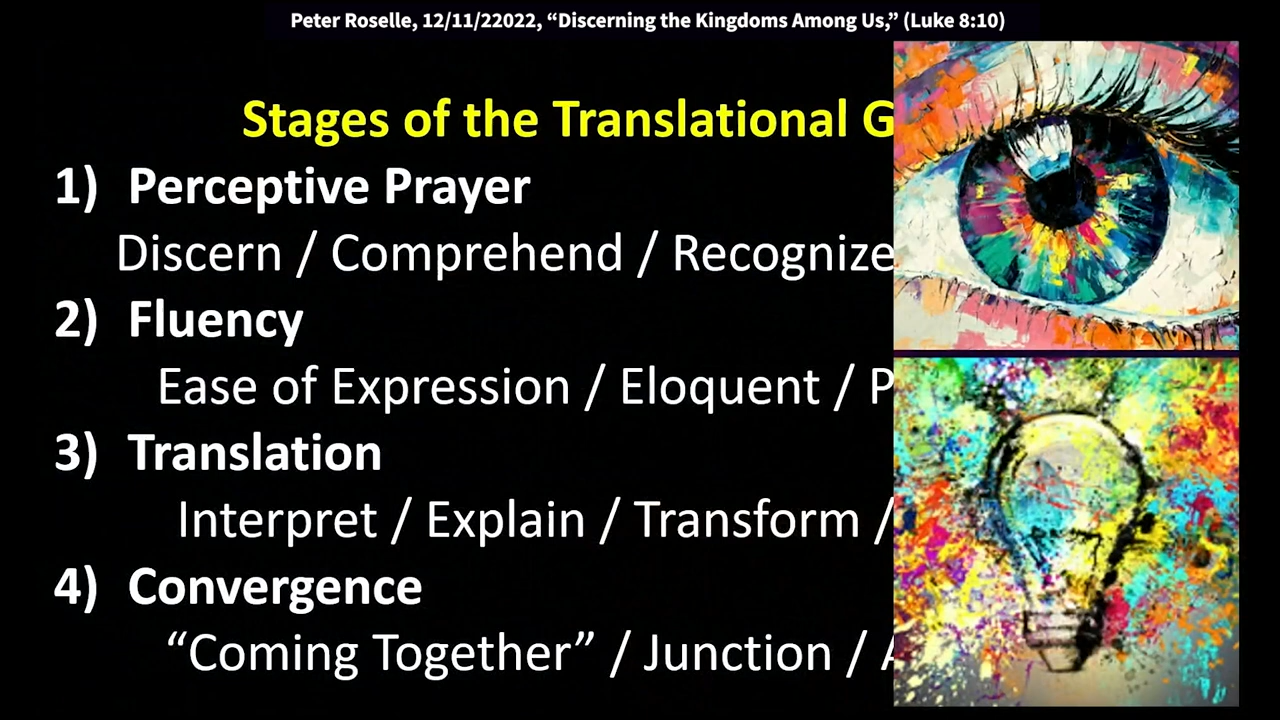 Peter Roselle, 12/11/22022, “Discerning the Kingdoms Among Us,” (Luke 8:10)
Stages of the Translational G
1) Perceptive Prayer
Discern / Comprehend / Recognize
2) Fluency
Ease of Expression / Eloquent / P
3) Translation
Interpret / Explain / Transform /
4) Convergence
“Coming Together” / Junction /